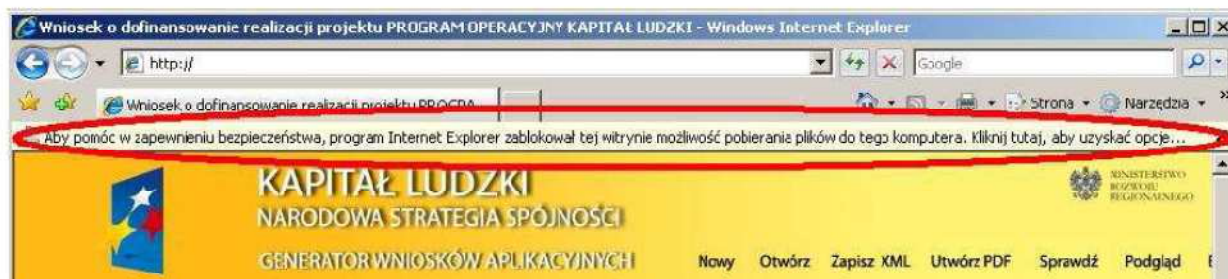 Wniosek o dofinansowanie realizacji projektu PROGRAM OPERACYJNY KAPITAŁ LUDZKI - Windows Internet Explorer
http://
Google
Wniosek o dofinansowanie realizacji projektu PROGRA...
Strona
Narzędzia
Aby pomóc w zapewnieniu bezpieczeństwa, program Internet Explorer zablokował tej witrynie możliwość pobierania plików do tego komputera. Kliknij tutaj, aby uzyskać opcje...
KAPITAŁ LUDZKI
NARODOWA STRATEGIA SPÓJNOŚCI
MINISTERSTWO
ROZWOJU
REGIONALNEGO
GENERATOR WNIOSKÓW APLIKACYJNYCH
Nowy Otwórz Zapisz XML Utwórz PDF Sprawdź Podgląd